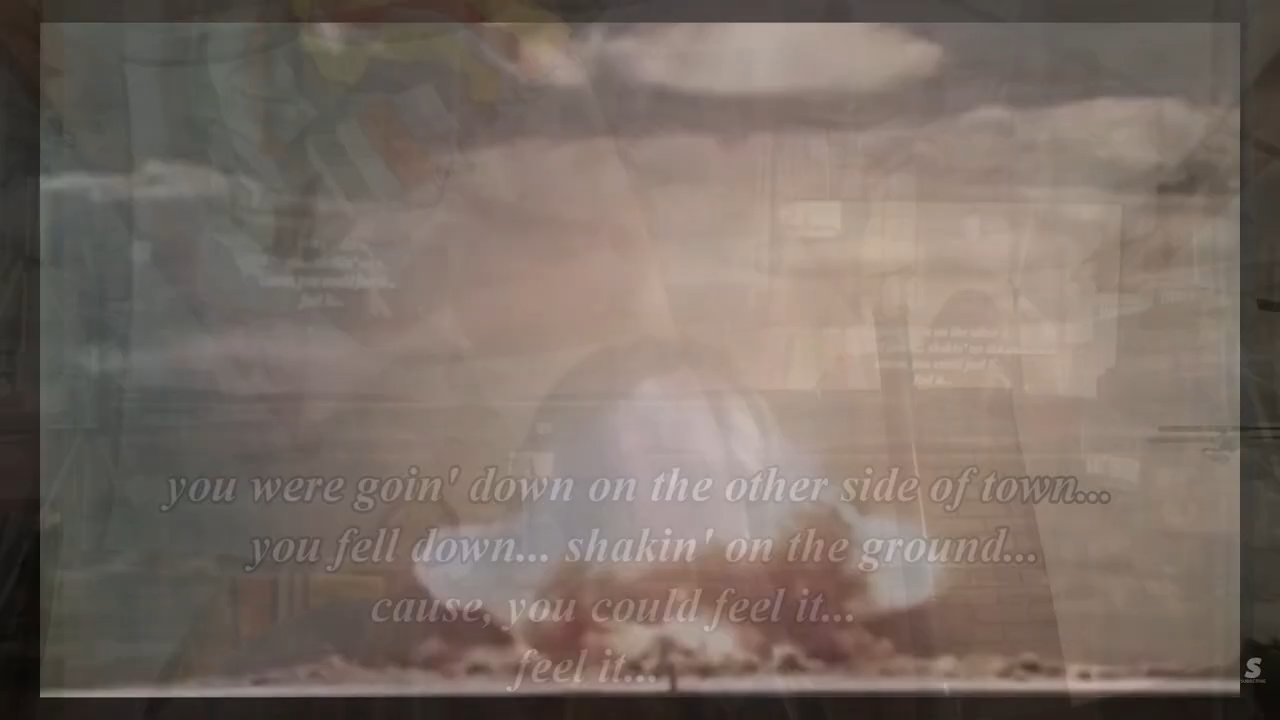 you were goin' down on the other side of town...
you fell down... shakin' on the ground...
cause, you could feel it...
feel it...
S
SUBSCRIBE